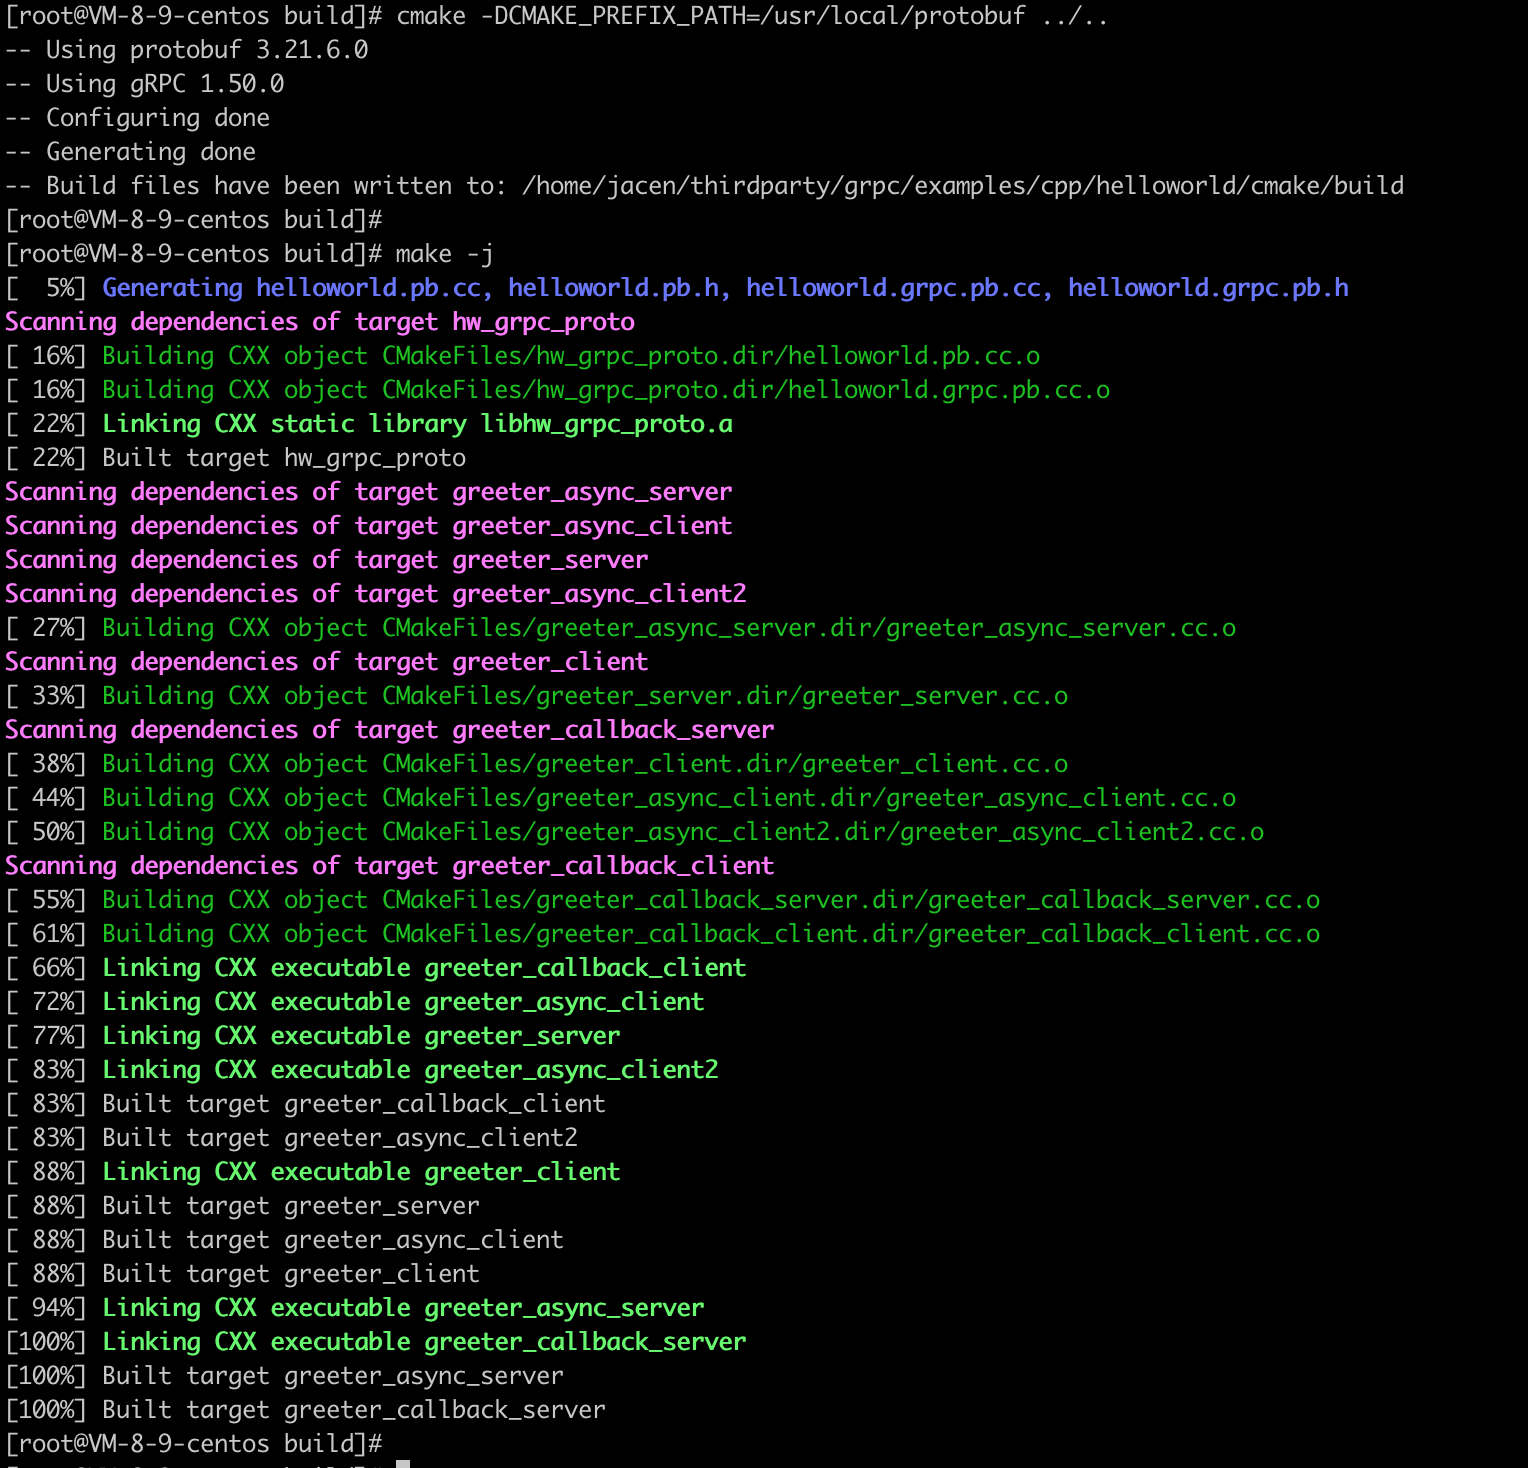 [root@VM-8-9-centos build]# cmake -DCMAKE_PREFIX_PATH=/usr/local/protobuf ../..
-- Using protobuf 3.21.6.0
-- Using gRPC 1.50.0
-- Configuring done
-- Generating done
-- Build files have been written to: /home/jacen/thirdparty/grpc/examples/cpp/helloworld/cmake/build
[root@VM-8-9-centos build]#
[root@VM-8-9-centos build]# make -j
[  5%] Generating helloworld.pb.cc, helloworld.pb.h, helloworld.grpc.pb.cc, helloworld.grpc.pb.h
Scanning dependencies of target hw_grpc_proto
[ 16%] Building CXX object CMakeFiles/hw_grpc_proto.dir/helloworld.pb.cc.o
[ 16%] Building CXX object CMakeFiles/hw_grpc_proto.dir/helloworld.grpc.pb.cc.o
[ 22%] Linking CXX static library libhw_grpc_proto.a
[ 22%] Built target hw_grpc_proto
Scanning dependencies of target greeter_async_server
Scanning dependencies of target greeter_async_client
Scanning dependencies of target greeter_server
Scanning dependencies of target greeter_async_client2
[ 27%] Building CXX object CMakeFiles/greeter_async_server.dir/greeter_async_server.cc.o
Scanning dependencies of target greeter_client
[ 33%] Building CXX object CMakeFiles/greeter_server.dir/greeter_server.cc.o
Scanning dependencies of target greeter_callback_server
[ 38%] Building CXX object CMakeFiles/greeter_client.dir/greeter_client.cc.o
[ 44%] Building CXX object CMakeFiles/greeter_async_client.dir/greeter_async_client.cc.o
[ 50%] Building CXX object CMakeFiles/greeter_async_client2.dir/greeter_async_client2.cc.o
Scanning dependencies of target greeter_callback_client
[ 55%] Building CXX object CMakeFiles/greeter_callback_server.dir/greeter_callback_server.cc.o
[ 61%] Building CXX object CMakeFiles/greeter_callback_client.dir/greeter_callback_client.cc.o
[ 66%] Linking CXX executable greeter_callback_client
[ 72%] Linking CXX executable greeter_async_client
[ 77%] Linking CXX executable greeter_server
[ 83%] Linking CXX executable greeter_async_client2
[ 83%] Built target greeter_callback_client
[ 83%] Built target greeter_async_client2
[ 88%] Linking CXX executable greeter_client
[ 88%] Built target greeter_server
[ 88%] Built target greeter_async_client
[ 88%] Built target greeter_client
[ 94%] Linking CXX executable greeter_async_server
[100%] Linking CXX executable greeter_callback_server
[100%] Built target greeter_async_server
[100%] Built target greeter_callback_server
[root@VM-8-9-centos build]#